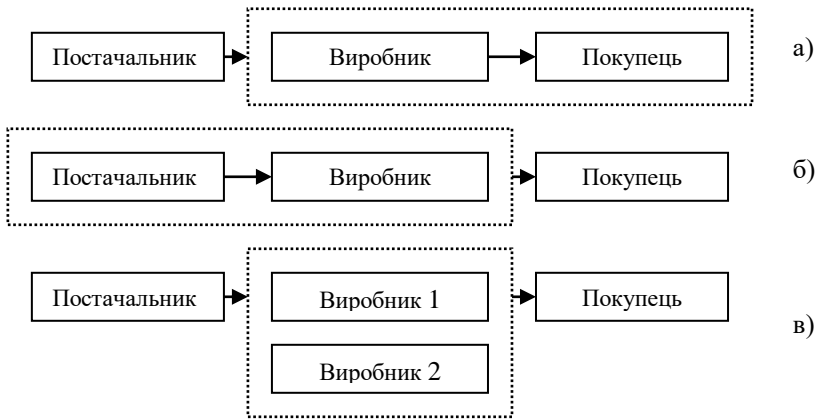 Постачальник Виробник Покупець а)
Постачальник Виробник Покупець б)
Постачальник Виробник 1 Покупець
в)
Виробник 2